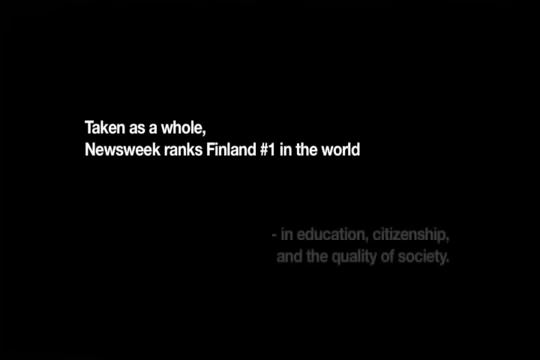 Taken as a whole,
Newsweek ranks Finland #1 in the world
- in education, citizenship,
and the quality of society.